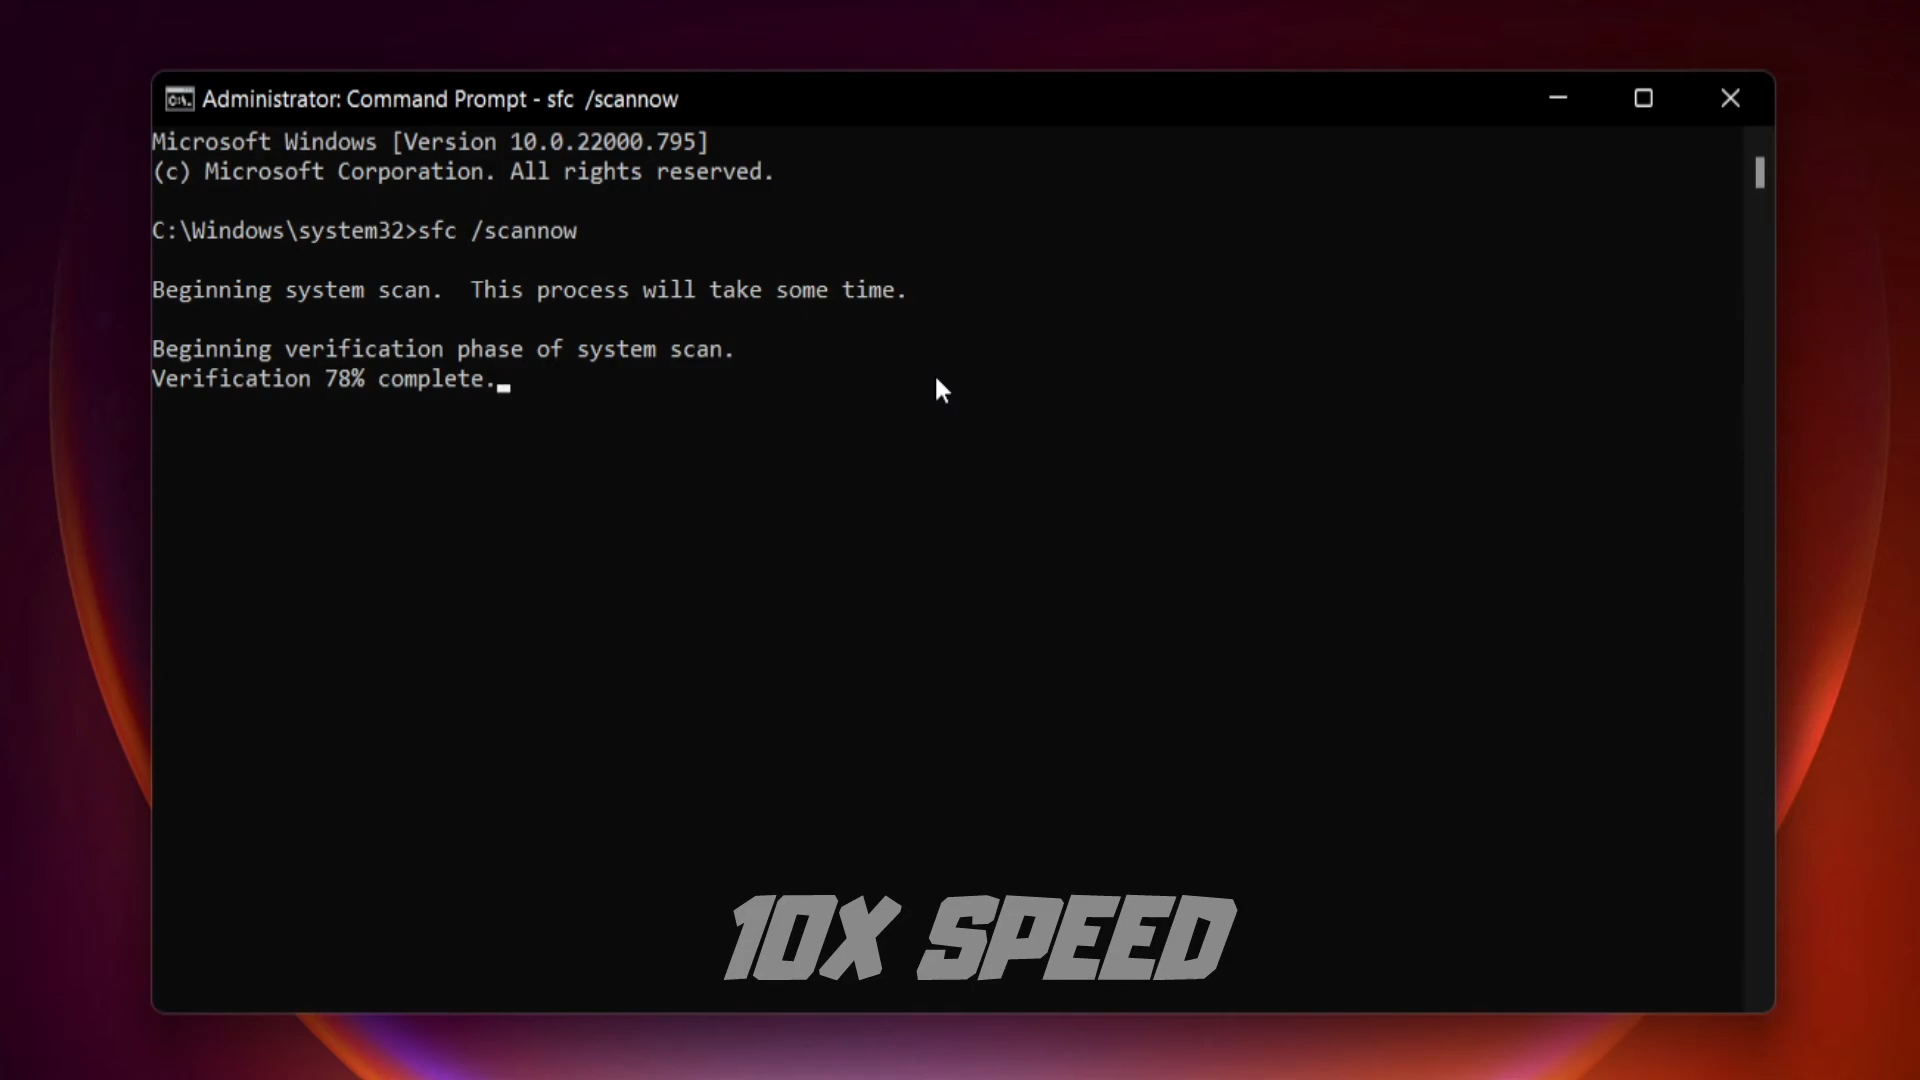 Administrator: Command Prompt - sfc  /scannow
Microsoft Windows [Version 10.0.22000.795]
(c) Microsoft Corporation. All rights reserved.
C:\Windows\system32>sfc /scannow
Beginning system scan.  This process will take some time.
Beginning verification phase of system scan.
Verification 78% complete.
10X SPEED